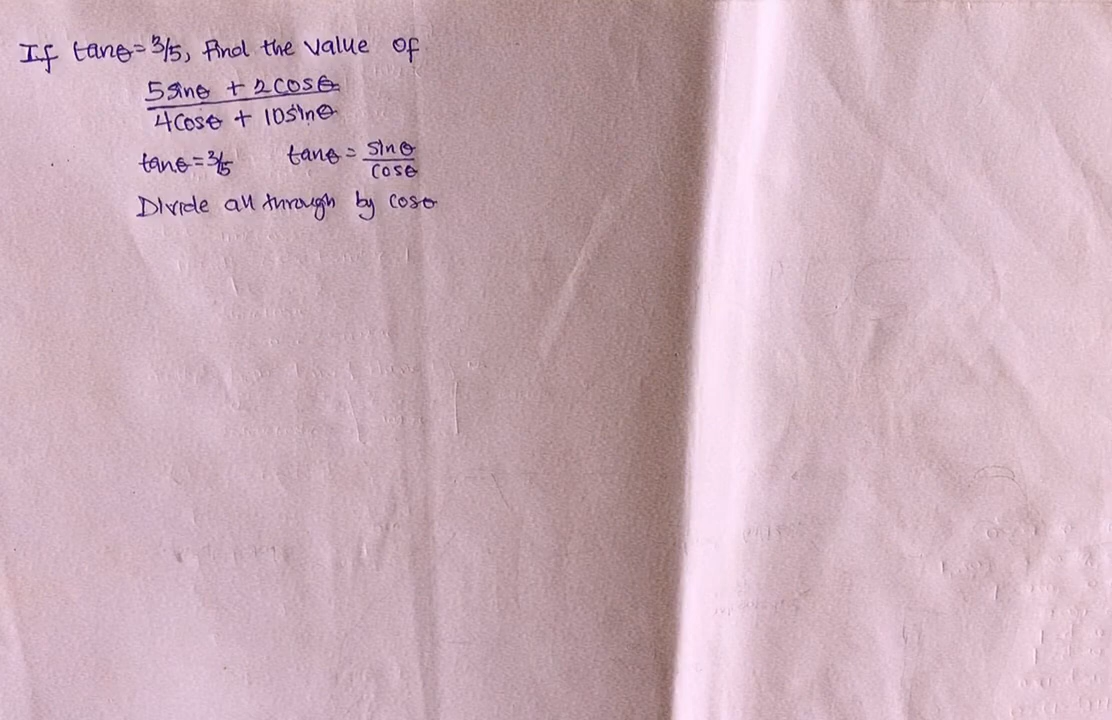 If tanθ = 3/5, find the value of
5sinθ + 2cosθ
4cosθ + 10sinθ
tanθ = 3/5 tanθ = sinθ/cosθ
Divide all through by cosθ